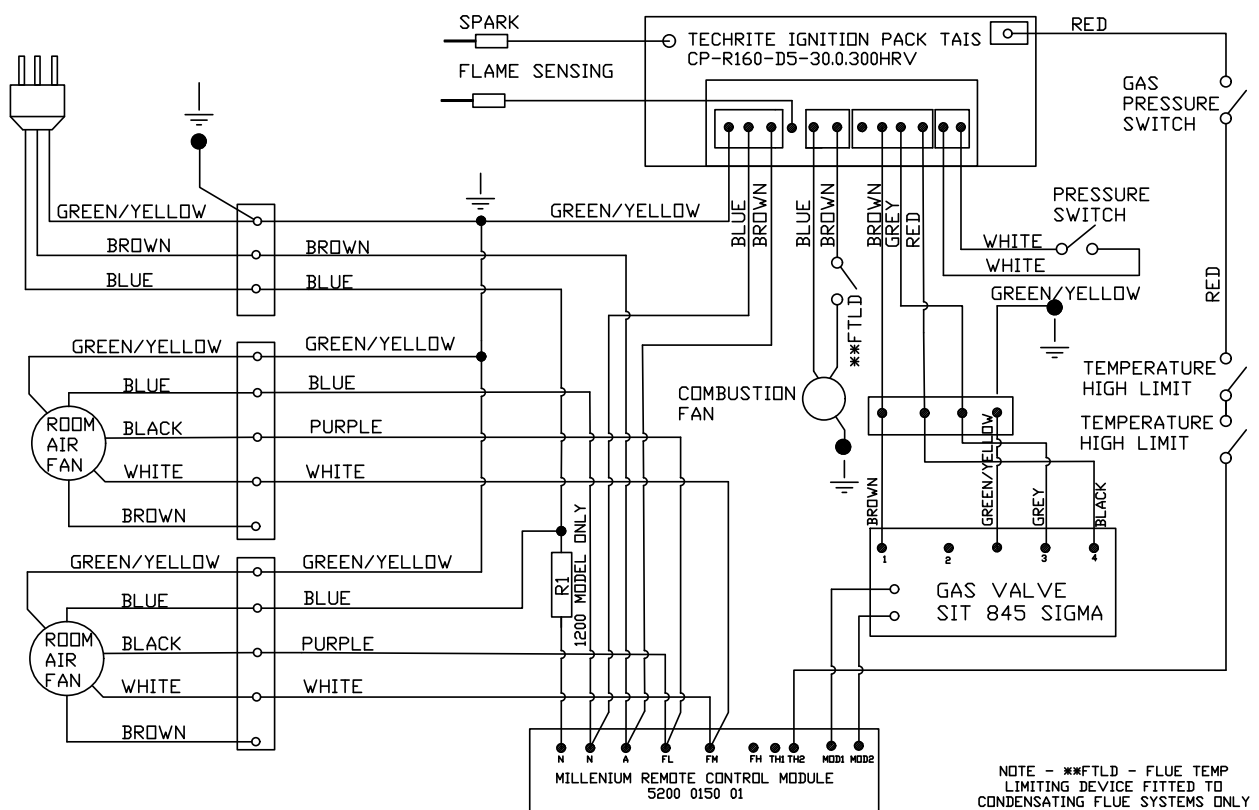 SPARK
TECHRITE IGNITION PACK TAIS
CP-R160-D5-30.0.300HRV
RED
FLAME SENSING
GAS
PRESSURE
SWITCH
GREEN/YELLOW
BROWN
BLUE
BROWN
BLUE
GREEN/YELLOW
BLUE
BROWN
BLUE
BROWN
BROWN
GREY
RED
PRESSURE
SWITCH
WHITE
WHITE
GREEN/YELLOW
RED
**FTLD
COMBUSTION
FAN
TEMPERATURE
HIGH LIMIT
TEMPERATURE
HIGH LIMIT
GREEN/YELLOW
BLUE
BLACK
WHITE
BROWN
ROOM
AIR
FAN
GREEN/YELLOW
BLUE
PURPLE
WHITE
BROWN
GREEN/YELLOW
GREY
BLACK
1
2
3
4
GAS VALVE
SIT 845 SIGMA
GREEN/YELLOW
BLUE
BLACK
WHITE
BROWN
ROOM
AIR
FAN
GREEN/YELLOW
BLUE
PURPLE
WHITE
R1
1200 MODEL ONLY
N
N
A
FL
FM
FH
TH1
TH2
MOD1
MOD2
MILLENIUM REMOTE CONTROL MODULE
5200 0150 01
NOTE - **FTLD - FLUE TEMP
LIMITING DEVICE FITTED TO
CONDENSATING FLUE SYSTEMS ONLY